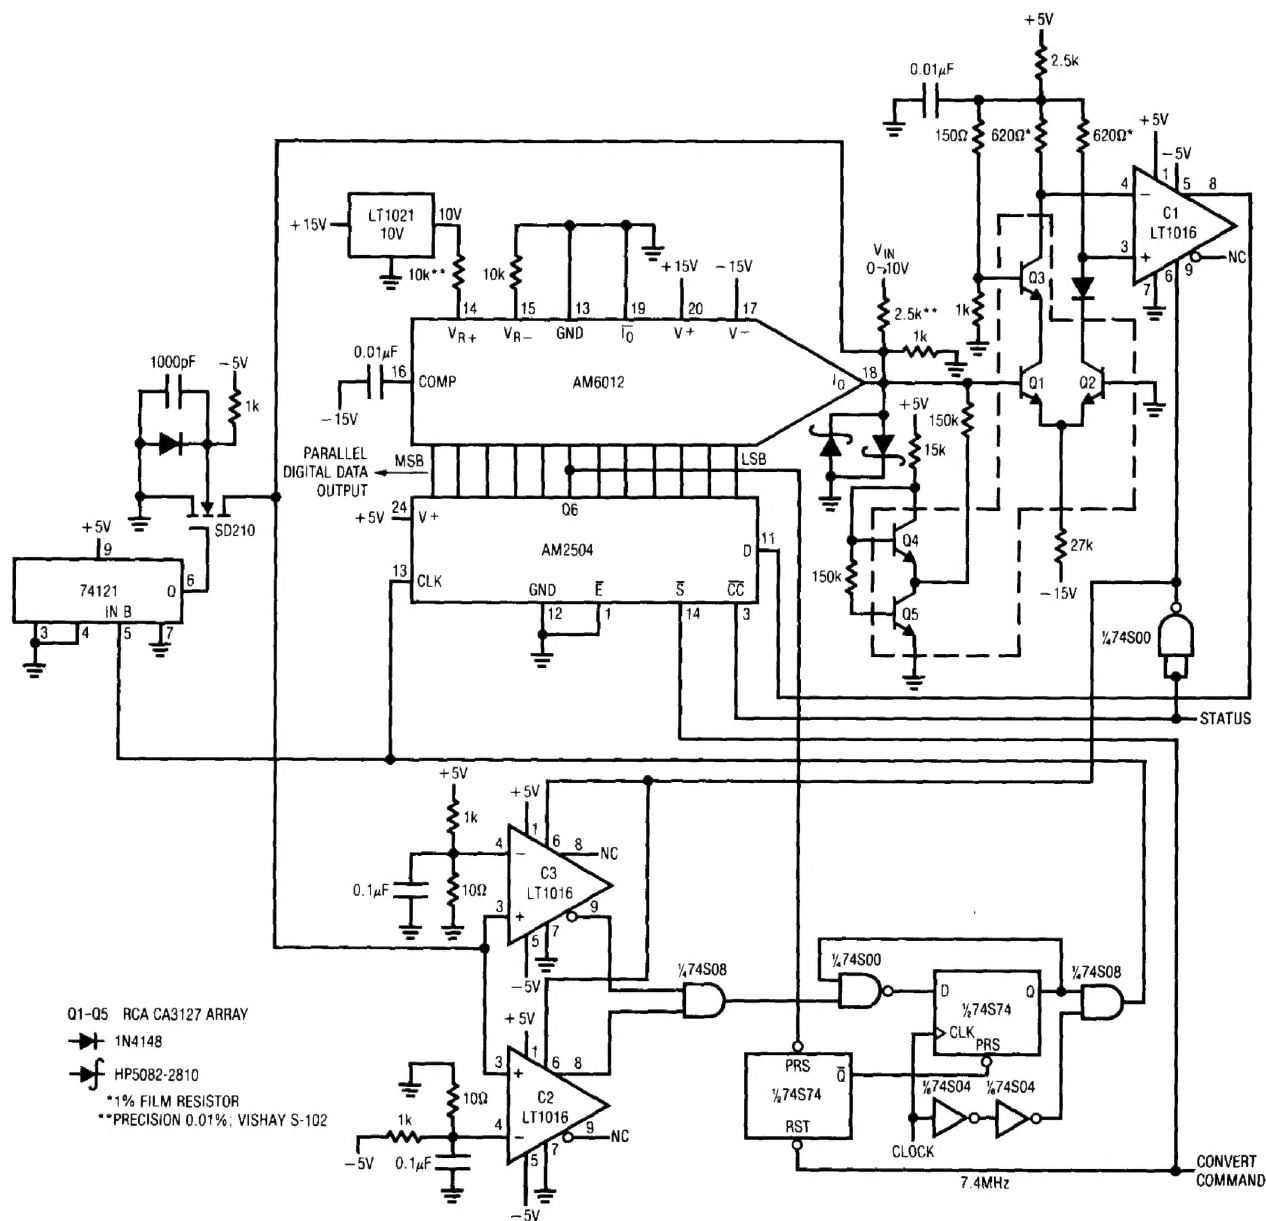 +5V
2.5k
0.01μF
150Ω
620Ω*
620Ω*
+5V
-5V
4
-
1
5
8
C1
LT1016
3
+
7
6
9
NC
+15V
LT1021
10V
10V
10k**
10k
+15V
-15V
VIN
0-10V
2.5k**
1k
1k
Q3
14
15
13
19
20
17
VR+
VR-
GND
IO
V+
V-
0.01μF
16
COMP
AM6012
IO
18
-15V
1000pF
-5V
1k
Q1
Q2
+5V
150k
15k
PARALLEL
DIGITAL DATA
OUTPUT
MSB
LSB
SD210
+5V
24
V+
Q6
AM2504
D
11
Q4
27k
-15V
+5V
9
74121
Q
6
IN B
3
4
5
7
13
CLK
GND
E
S
CC
12
1
14
3
150k
Q5
¼74S00
STATUS
+5V
1k
+5V
1
6
8
NC
4
-
C3
LT1016
0.1μF
10Ω
3
+
9
5
7
-5V
¼74S08
¼74S00
¼74S08
D
Q
½74S74
CLK
PRS
+5V
1
6
8
3
+
C2
LT1016
10Ω
1k
4
-
9
NC
-5V
0.1μF
5
7
-5V
PRS
Q
½74S74
RST
⅙74S04
⅙74S04
CLOCK
7.4MHz
CONVERT
COMMAND
Q1-Q5 RCA CA3127 ARRAY
1N4148
HP5082-2810
*1% FILM RESISTOR
**PRECISION 0.01%; VISHAY S-102